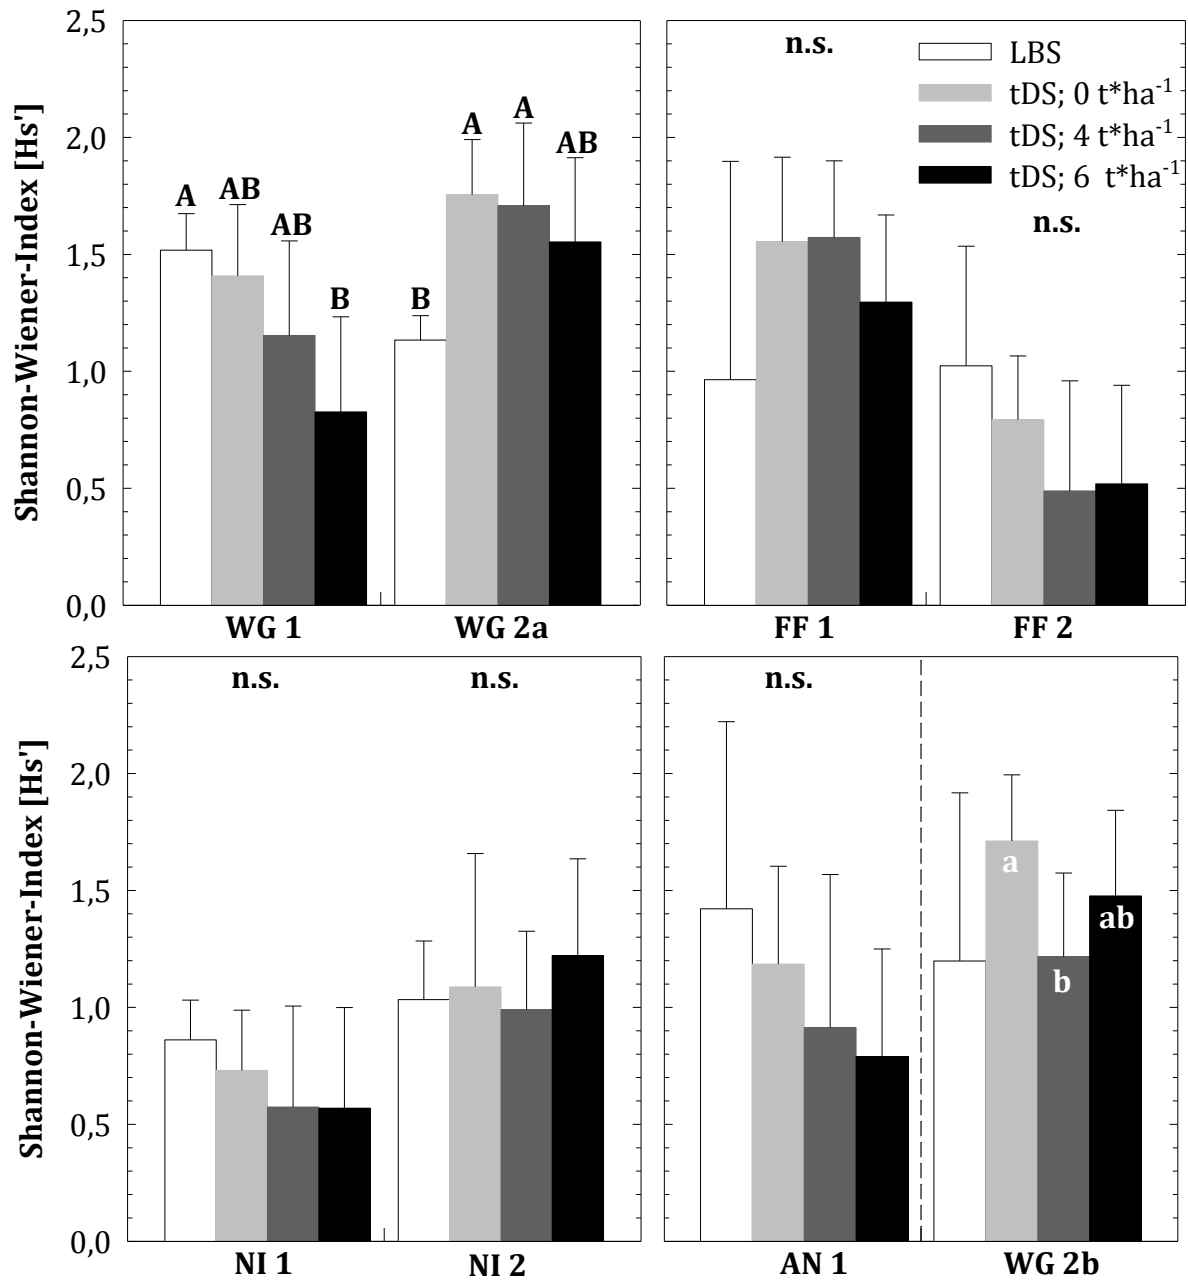 Shannon-Wiener-Index [Hs']
2,5
2,0
1,5
1,0
0,5
0,0
A
AB
AB
B
B
A
A
AB
WG 1
WG 2a
n.s.
LBS
tDS; 0 t*ha-1
tDS; 4 t*ha-1
tDS; 6 t*ha-1
n.s.
FF 1
FF 2
Shannon-Wiener-Index [Hs']
2,5
2,0
1,5
1,0
0,5
0,0
n.s.
n.s.
NI 1
NI 2
n.s.
a
b
ab
AN 1
WG 2b